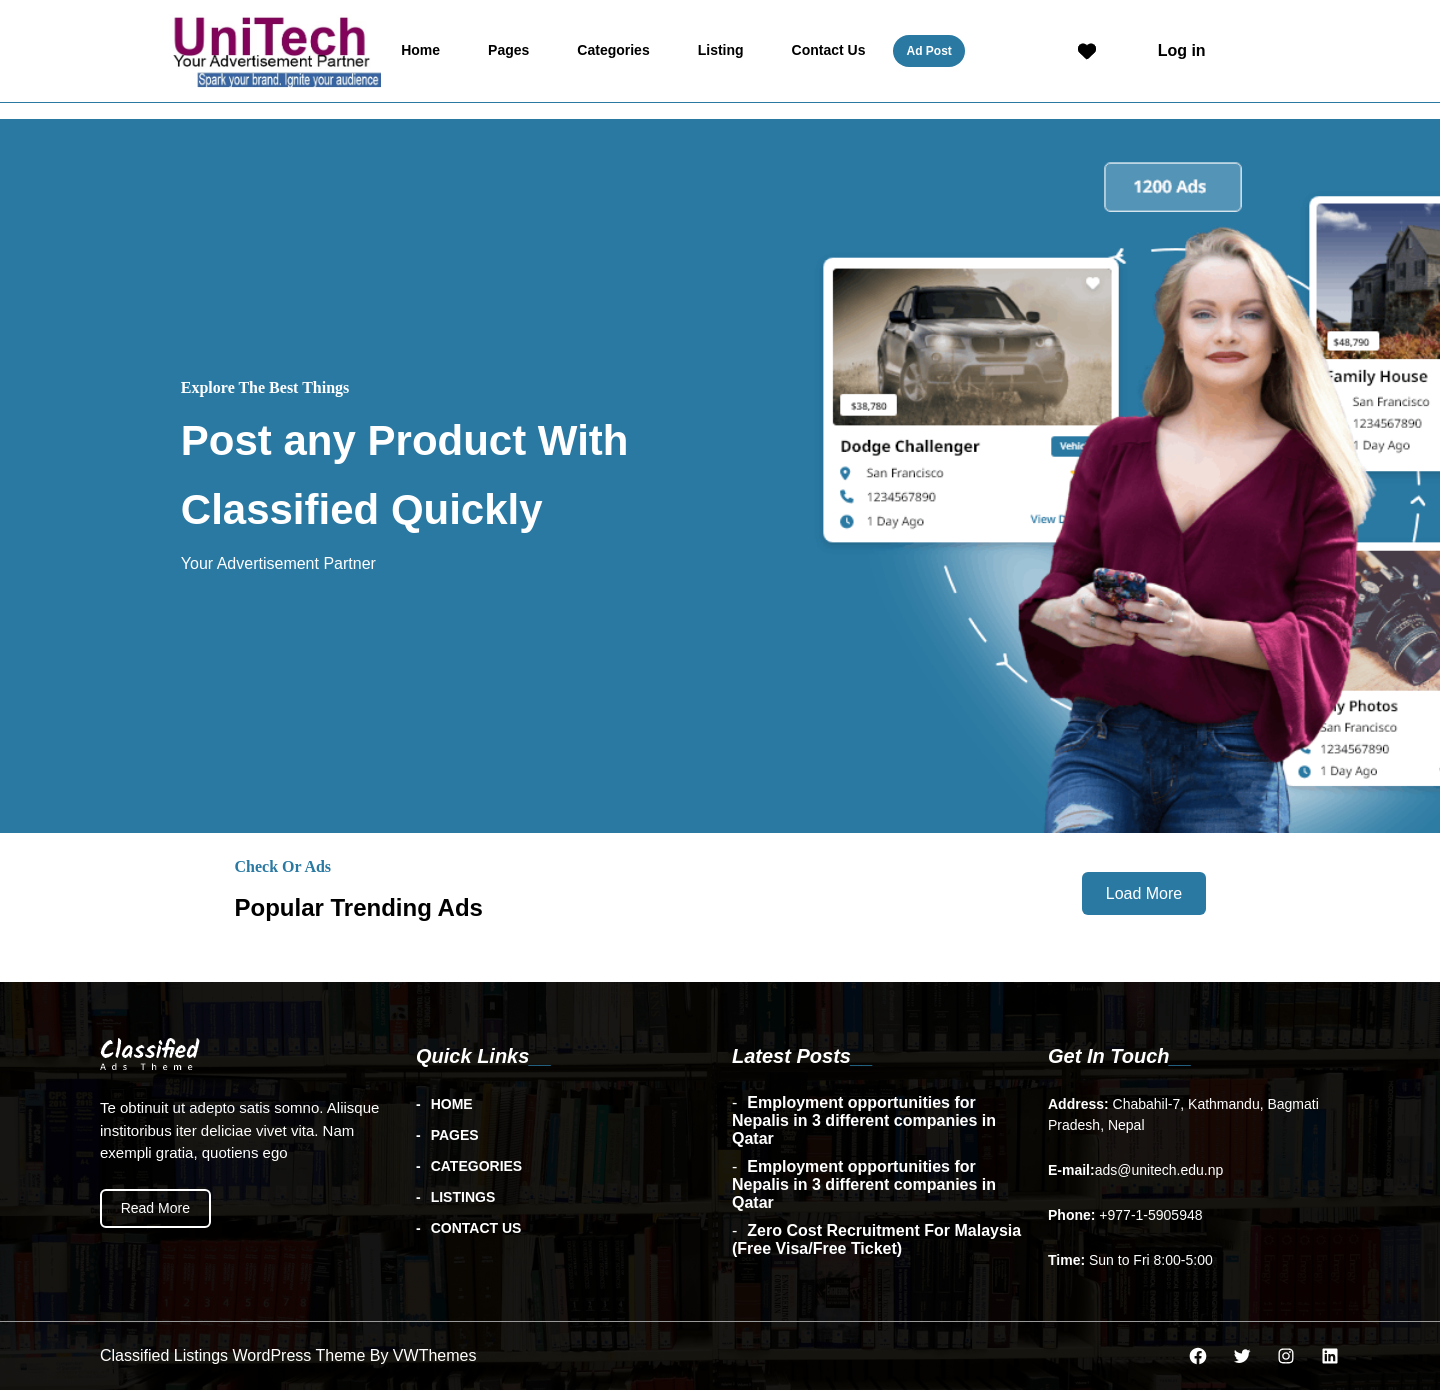 UniTech
Your Advertisement Partner
Spark your brand. Ignite your audience
Home
Pages
Categories
Listing
Contact Us
Ad Post
Log in
1200 Ads
$38,780
Dodge Challenger
San Francisco
1234567890
1 Day Ago
$48,790
Family House
San Francisco
1234567890
1 Day Ago
Photos
San Francisco
1234567890
1 Day Ago
Explore The Best Things
Post any Product With
Classified Quickly
Your Advertisement Partner
Check Or Ads
Popular Trending Ads
Load More
Classified
Ads Theme
Te obtinuit ut adepto satis somno. Aliisque
institoribus iter deliciae vivet vita. Nam
exempli gratia, quotiens ego
Read More
Quick Links__
- HOME
- PAGES
- CATEGORIES
- LISTINGS
- CONTACT US
Latest Posts__
- Employment opportunities for
Nepalis in 3 different companies in
Qatar
- Employment opportunities for
Nepalis in 3 different companies in
Qatar
- Zero Cost Recruitment For Malaysia
(Free Visa/Free Ticket)
Get In Touch__
Address: Chabahil-7, Kathmandu, Bagmati
Pradesh, Nepal
E-mail:ads@unitech.edu.np
Phone: +977-1-5905948
Time: Sun to Fri 8:00-5:00
Classified Listings WordPress Theme By VWThemes